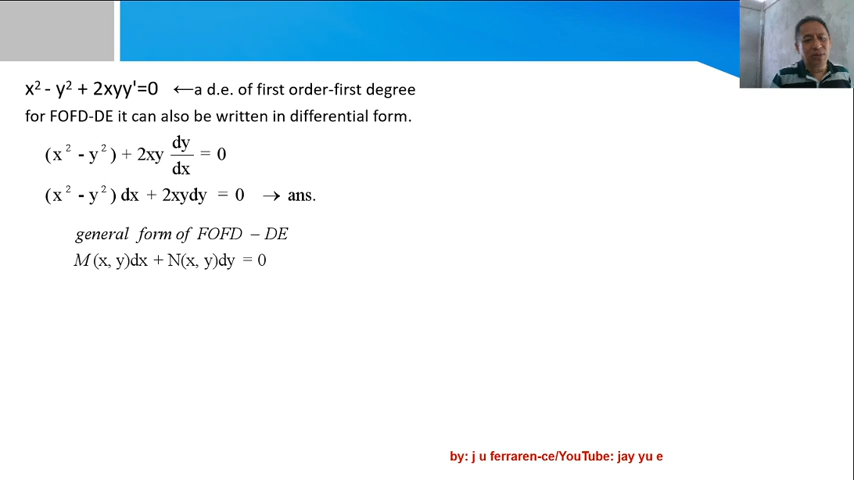 x² - y² + 2xyy'=0 ←a d.e. of first order-first degree
for FOFD-DE it can also be written in differential form.
(x² - y²) + 2xy dy/dx = 0
(x² - y²) dx + 2xydy = 0 → ans.
general form of FOFD – DE
M(x, y)dx + N(x, y)dy = 0
by: j u ferraren-ce/YouTube: jay yu e